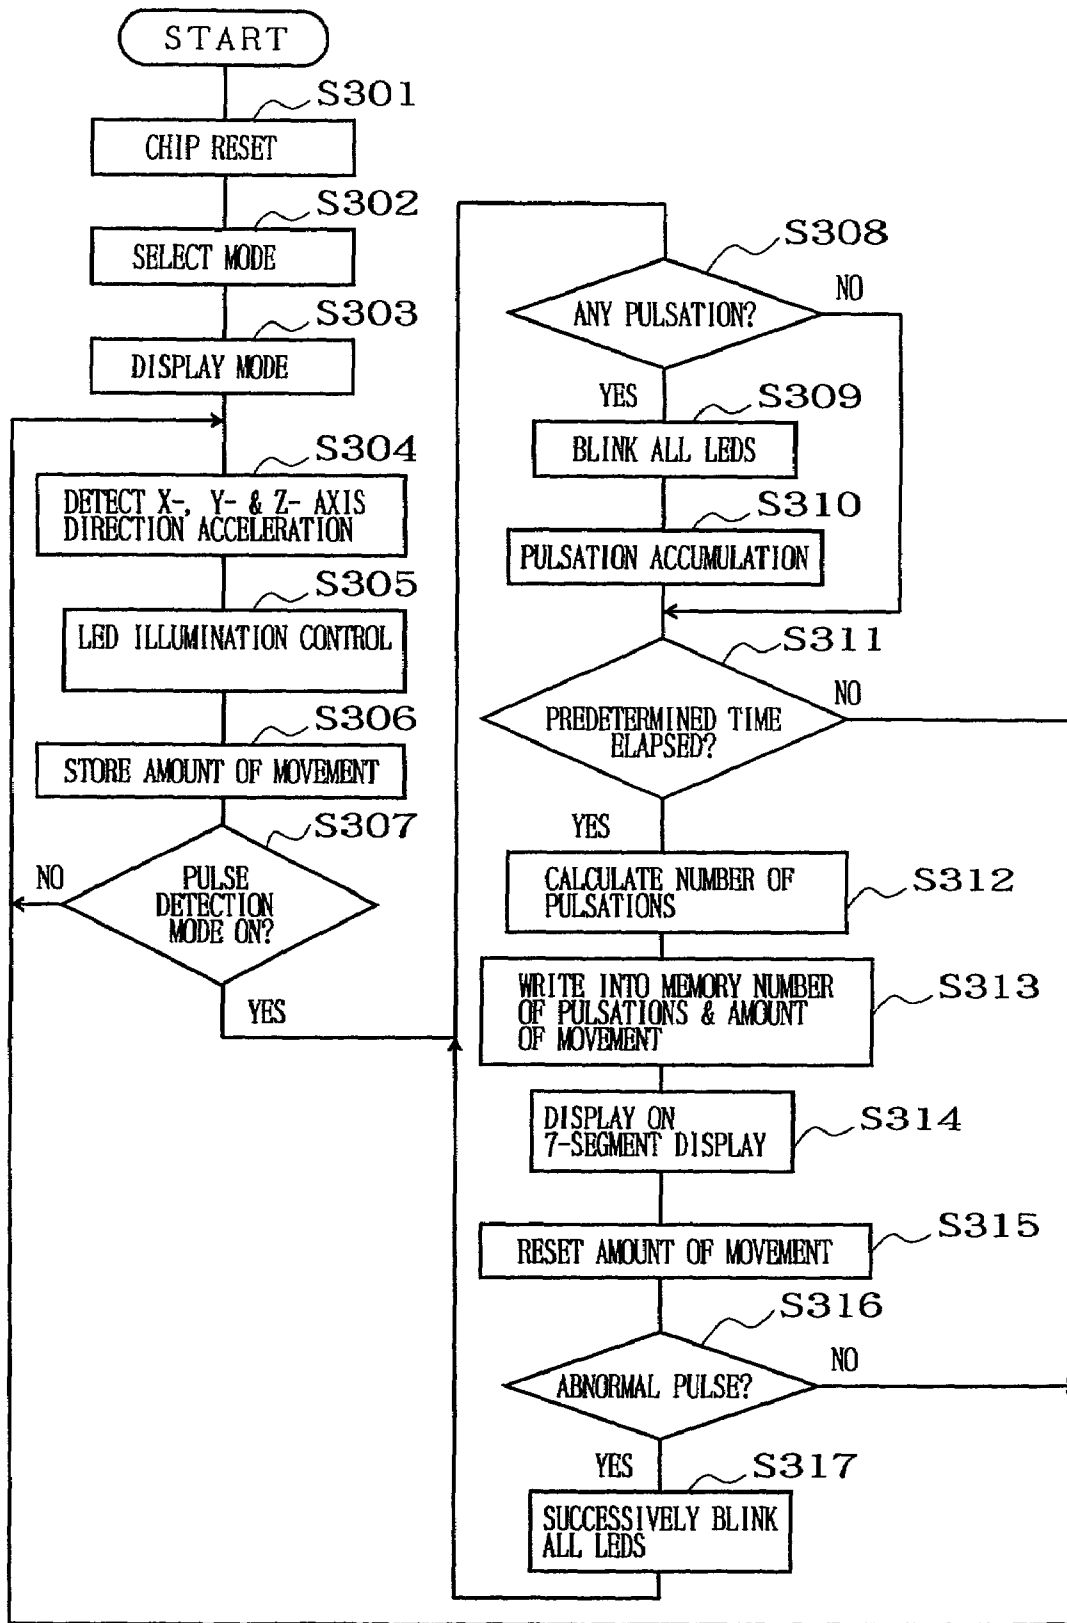 START
S301
CHIP RESET
S302
SELECT MODE
S303
DISPLAY MODE
S304
DETECT X-, Y- & Z- AXIS
DIRECTION ACCELERATION
S305
LED ILLUMINATION CONTROL
S306
STORE AMOUNT OF MOVEMENT
S307
PULSE
DETECTION
MODE ON?
NO
YES
S308
ANY PULSATION?
NO
YES
S309
BLINK ALL LEDS
S310
PULSATION ACCUMULATION
S311
PREDETERMINED TIME
ELAPSED?
NO
YES
S312
CALCULATE NUMBER OF
PULSATIONS
S313
WRITE INTO MEMORY NUMBER
OF PULSATIONS & AMOUNT
OF MOVEMENT
S314
DISPLAY ON
7-SEGMENT DISPLAY
S315
RESET AMOUNT OF MOVEMENT
S316
ABNORMAL PULSE?
NO
YES
S317
SUCCESSIVELY BLINK
ALL LEDS